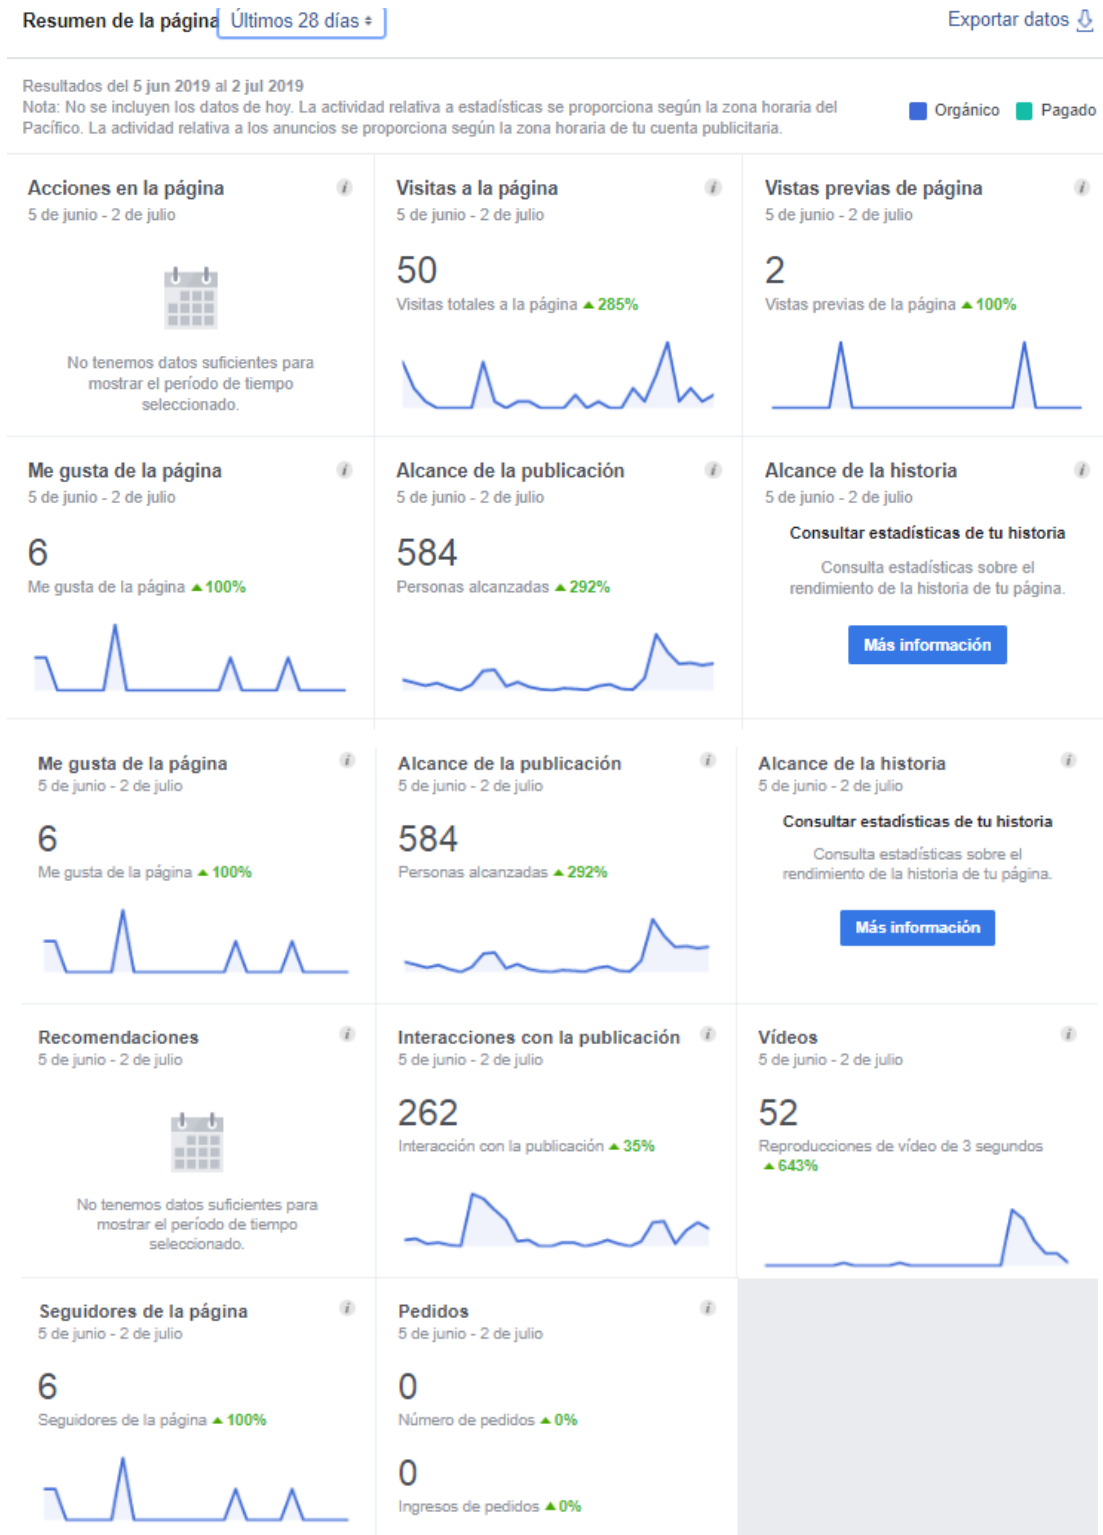 Resumen de la página
Últimos 28 días
Exportar datos
Resultados del 5 jun 2019 al 2 jul 2019
Nota: No se incluyen los datos de hoy. La actividad relativa a estadísticas se proporciona según la zona horaria del
Pacífico. La actividad relativa a los anuncios se proporciona según la zona horaria de tu cuenta publicitaria.
Orgánico
Pagado
Acciones en la página
5 de junio - 2 de julio
No tenemos datos suficientes para
mostrar el período de tiempo
seleccionado.
Visitas a la página
5 de junio - 2 de julio
50
Visitas totales a la página ▲ 285%
Vistas previas de página
5 de junio - 2 de julio
2
Vistas previas de la página ▲ 100%
Me gusta de la página
5 de junio - 2 de julio
6
Me gusta de la página ▲ 100%
Alcance de la publicación
5 de junio - 2 de julio
584
Personas alcanzadas ▲ 292%
Alcance de la historia
5 de junio - 2 de julio
Consultar estadísticas de tu historia
Consulta estadísticas sobre el
rendimiento de la historia de tu página.
Más información
Me gusta de la página
5 de junio - 2 de julio
6
Me gusta de la página ▲ 100%
Alcance de la publicación
5 de junio - 2 de julio
584
Personas alcanzadas ▲ 292%
Alcance de la historia
5 de junio - 2 de julio
Consultar estadísticas de tu historia
Consulta estadísticas sobre el
rendimiento de la historia de tu página.
Más información
Recomendaciones
5 de junio - 2 de julio
No tenemos datos suficientes para
mostrar el período de tiempo
seleccionado.
Interacciones con la publicación
5 de junio - 2 de julio
262
Interacción con la publicación ▲ 35%
Vídeos
5 de junio - 2 de julio
52
Reproducciones de vídeo de 3 segundos
▲ 643%
Seguidores de la página
5 de junio - 2 de julio
6
Seguidores de la página ▲ 100%
Pedidos
5 de junio - 2 de julio
0
Número de pedidos ▲ 0%
0
Ingresos de pedidos ▲ 0%